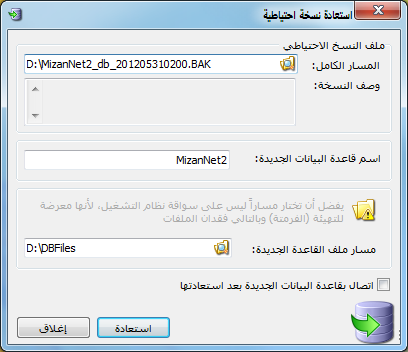 استعادة نسخة احتياطية
ملف النسخ الاحتياطي
المسار الكامل:
D:\MizanNet2_db_201205310200.BAK
وصف النسخة:
اسم قاعدة البيانات الجديدة:
MizanNet2
يفضل أن تختار مساراً ليس على سواقة نظام التشغيل، لأنها معرضة
للتهيئة (الفرمتة) وبالتالي فقدان الملفات
مسار ملف القاعدة الجديدة:
D:\DBFiles
اتصال بقاعدة البيانات الجديدة بعد استعادتها
استعادة
إغلاق